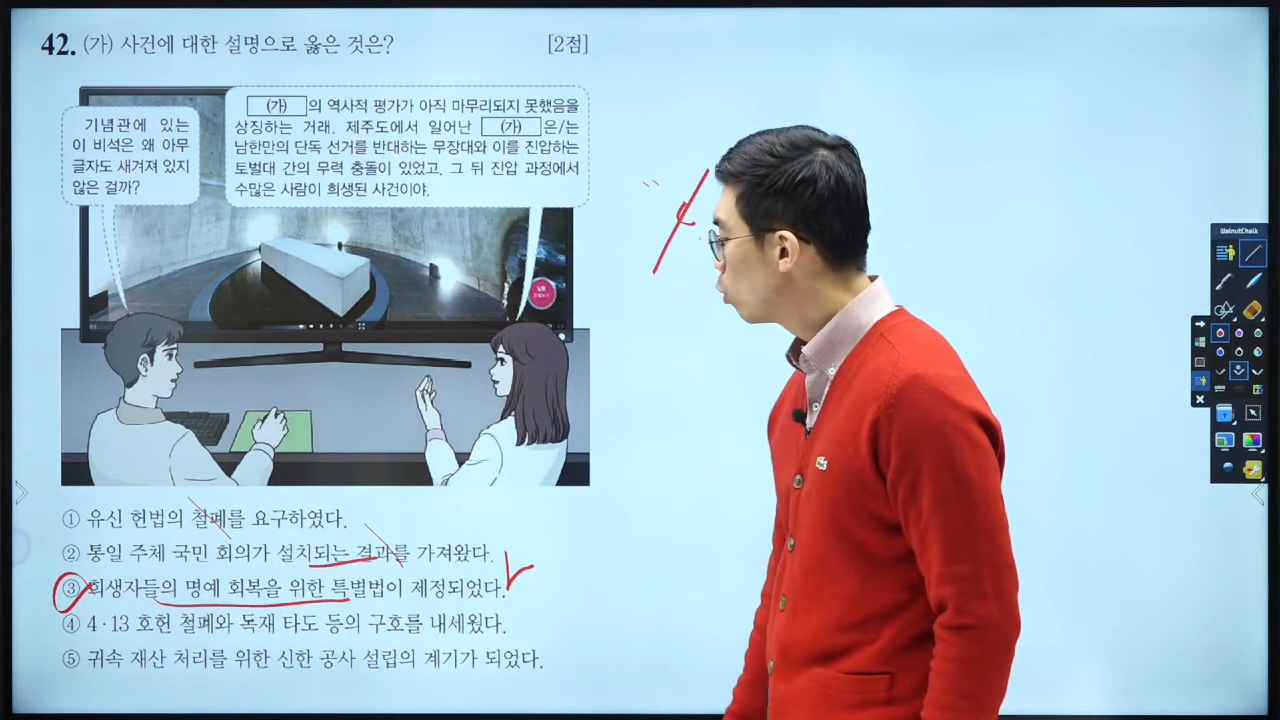 42. (가) 사건에 대한 설명으로 옳은 것은? [2점]
기념관에 있는
이 비석은 왜 아무
글자도 새겨져 있지
않은 걸까?
(가) 의 역사적 평가가 아직 마무리되지 못했음을
상징하는 거래. 제주도에서 일어난 (가) 은/는
남한만의 단독 선거를 반대하는 무장대와 이를 진압하는
토벌대 간의 무력 충돌이 있었고, 그 뒤 진압 과정에서
수많은 사람이 희생된 사건이야.
VR
① 유신 헌법의 철폐를 요구하였다.
② 통일 주체 국민 회의가 설치되는 결과를 가져왔다.
③ 희생자들의 명예 회복을 위한 특별법이 제정되었다.
④ 4·13 호헌 철폐와 독재 타도 등의 구호를 내세웠다.
⑤ 귀속 재산 처리를 위한 신한 공사 설립의 계기가 되었다.
WalnutChalk